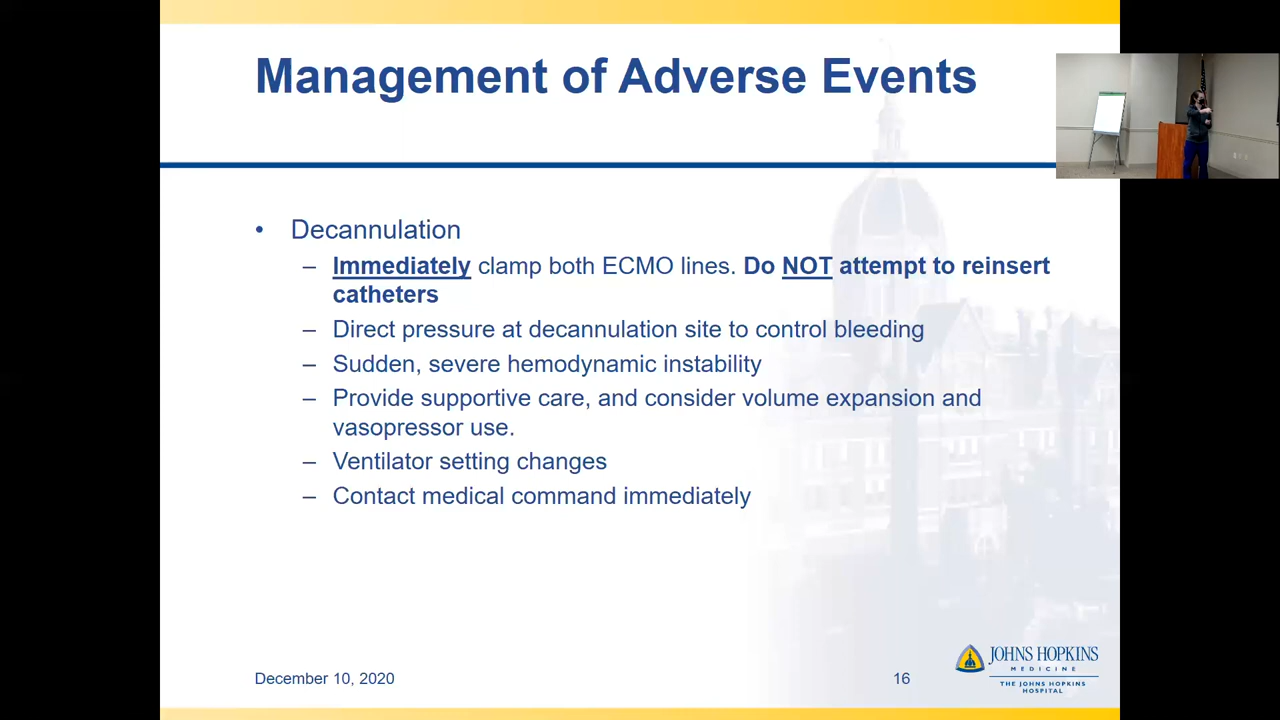 Management of Adverse Events
• Decannulation
– Immediately clamp both ECMO lines. Do NOT attempt to reinsert
catheters
– Direct pressure at decannulation site to control bleeding
– Sudden, severe hemodynamic instability
– Provide supportive care, and consider volume expansion and
vasopressor use.
– Ventilator setting changes
– Contact medical command immediately
December 10, 2020
16
JOHNS HOPKINS
MEDICINE
THE JOHNS HOPKINS
HOSPITAL